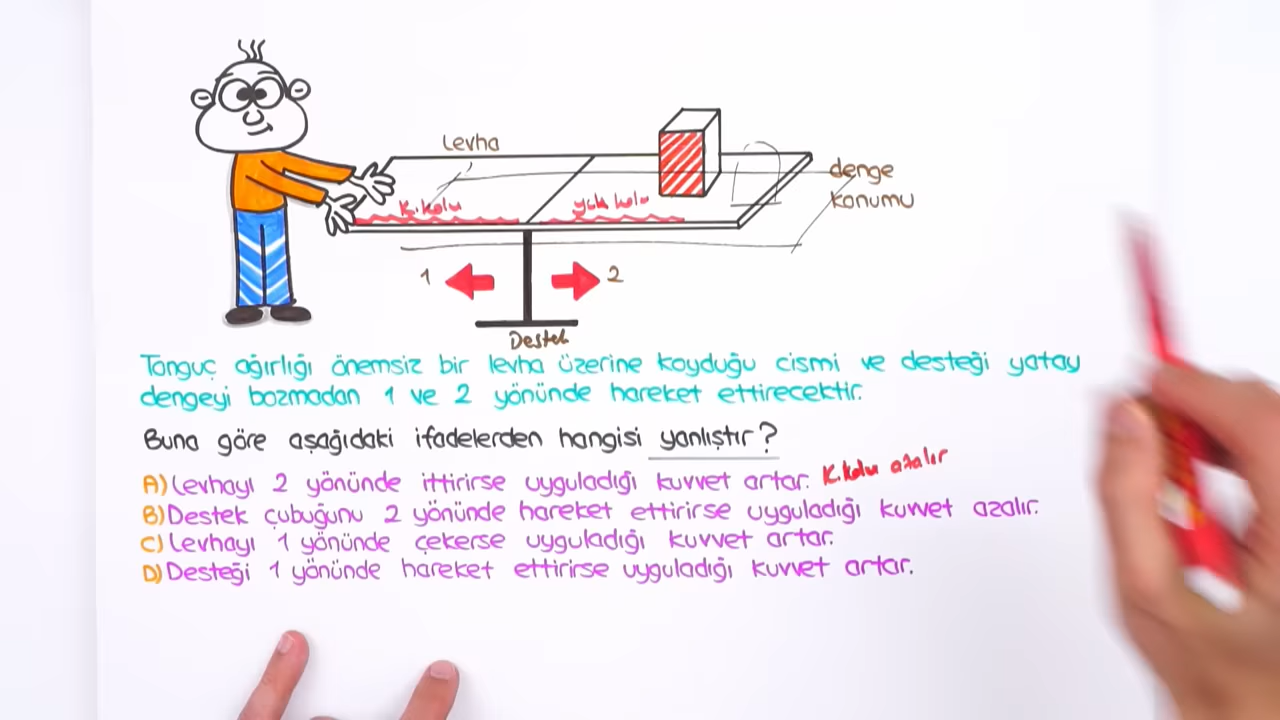 Levha
denge
konumu
K.kolu
yük kolu
1
2
Destek
Tonguç ağırlığı önemsiz bir levha üzerine koyduğu cismi ve desteği yatay
dengeyi bozmadan 1 ve 2 yönünde hareket ettirecektir.
Buna göre aşağıdaki ifadelerden hangisi yanlıştır?
A) Levhayı 2 yönünde ittirirse uyguladığı kuvvet artar. K.kolu azalır
B) Destek çubuğunu 2 yönünde hareket ettirirse uyguladığı kuvvet azalır.
C) Levhayı 1 yönünde çekerse uyguladığı kuvvet artar.
D) Desteği 1 yönünde hareket ettirirse uyguladığı kuvvet artar.